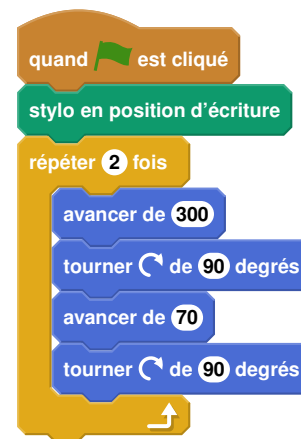 quand est cliqué
stylo en position d'écriture
répéter 2 fois
avancer de 300
tourner de 90 degrés
avancer de 70
tourner de 90 degrés